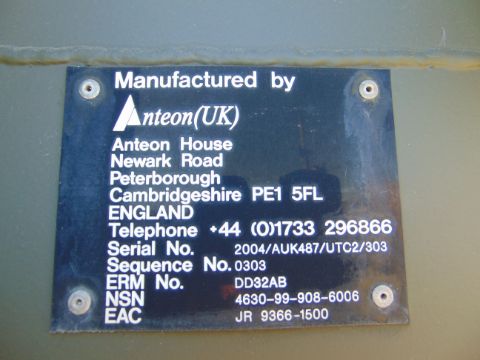 Manufactured by
Anteon(UK)
Anteon House
Newark Road
Peterborough
Cambridgeshire PE1 5FL
ENGLAND
Telephone +44 (0)1733 296866
Serial No. 2004/AUK487/UTC2/303
Sequence No. 0303
ERM No. DD32AB
NSN 4630-99-908-6006
EAC JR 9366-1500